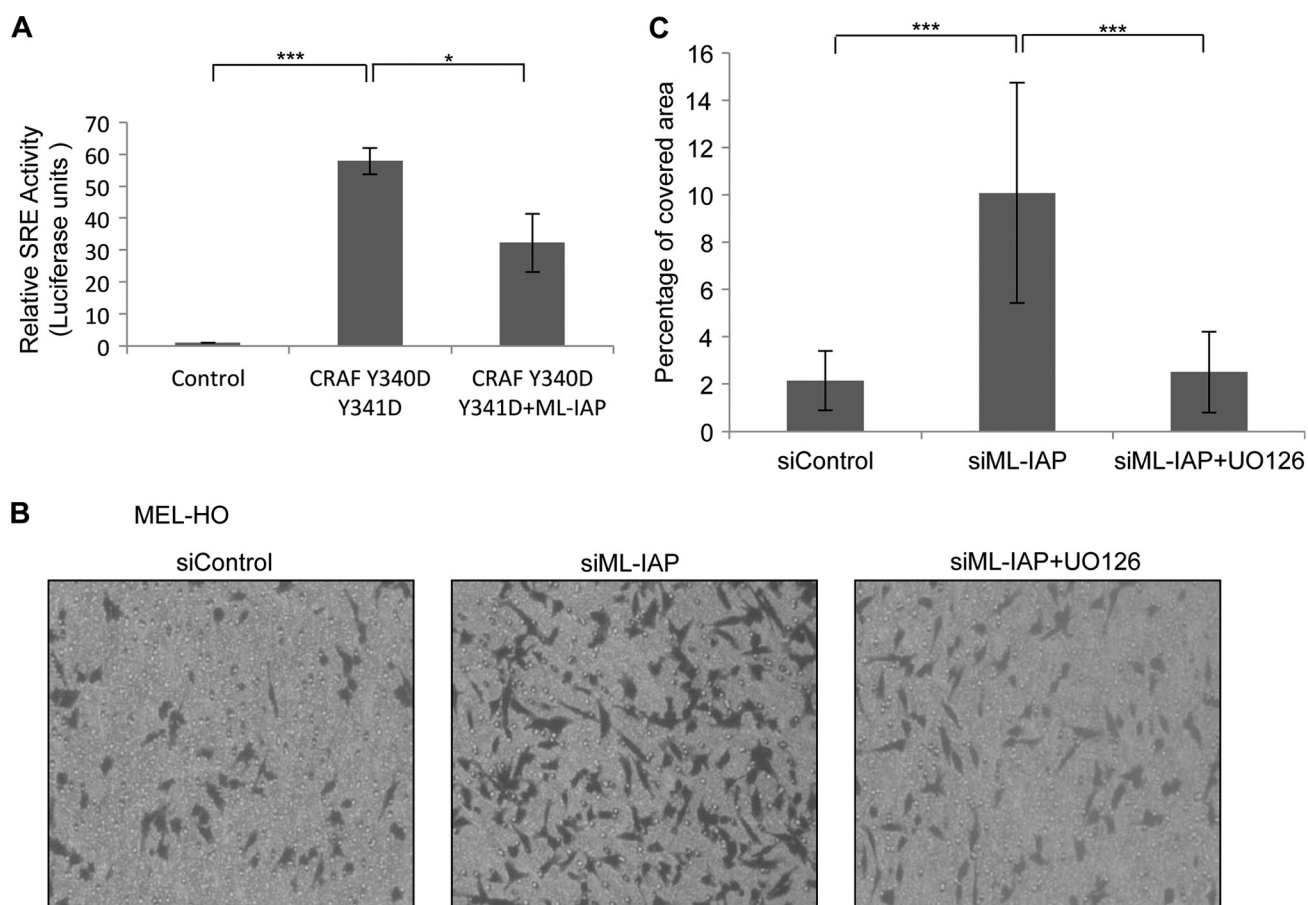 A
***
*
Relative SRE Activity
(Luciferase units )
70
60
50
40
30
20
10
0
Control
CRAF Y340D
Y341D
CRAF Y340D
Y341D+ML-IAP
C
***
***
Percentage of covered area
16
14
12
10
8
6
4
2
0
siControl
siML-IAP
siML-IAP+UO126
B
MEL-HO
siControl
siML-IAP
siML-IAP+UO126